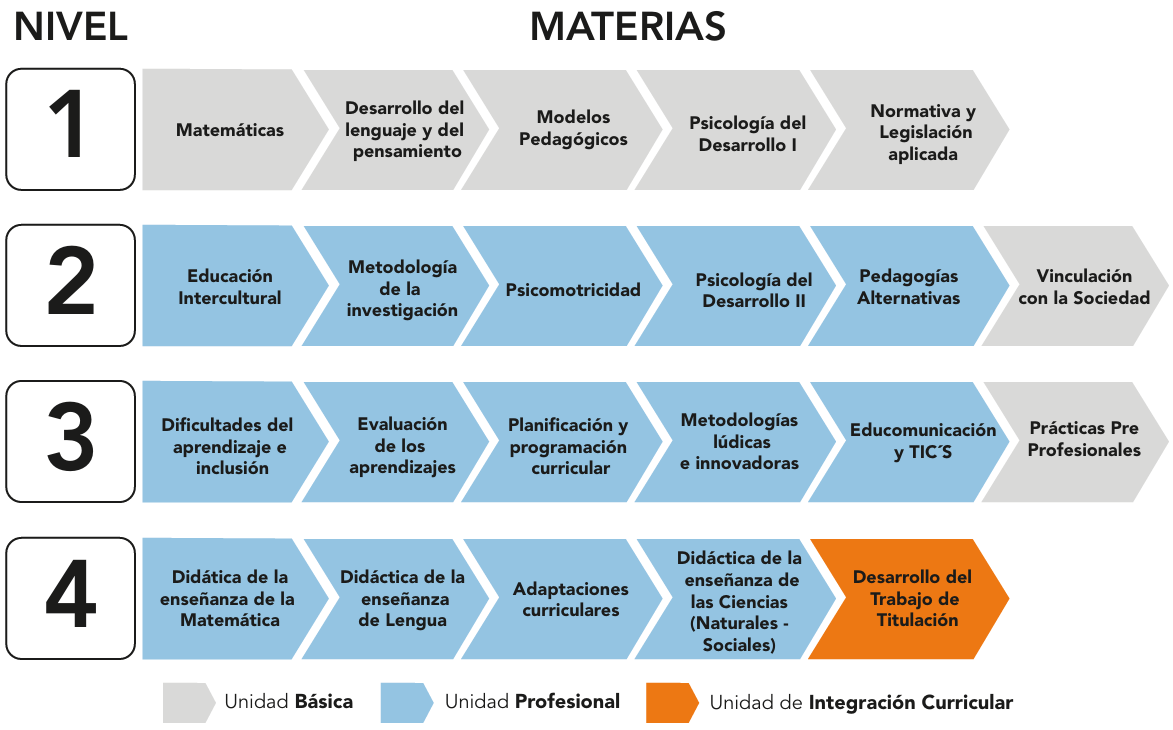 NIVEL
MATERIAS
1
Matemáticas
Desarrollo del
lenguaje y del
pensamiento
Modelos
Pedagógicos
Psicología del
Desarrollo I
Normativa y
Legislación
aplicada
2
Educación
Intercultural
Metodología
de la
investigación
Psicomotricidad
Psicología del
Desarrollo II
Pedagogías
Alternativas
Vinculación
con la Sociedad
3
Dificultades del
aprendizaje e
inclusión
Evaluación
de los
aprendizajes
Planificación y
programación
curricular
Metodologías
lúdicas
e innovadoras
Educomunicación
y TIC´S
Prácticas Pre
Profesionales
4
Didática de la
enseñanza de la
Matemática
Didáctica de la
enseñanza
de Lengua
Adaptaciones
curriculares
Didáctica de la
enseñanza de
las Ciencias
(Naturales -
Sociales)
Desarrollo del
Trabajo de
Titulación
Unidad Básica
Unidad Profesional
Unidad de Integración Curricular